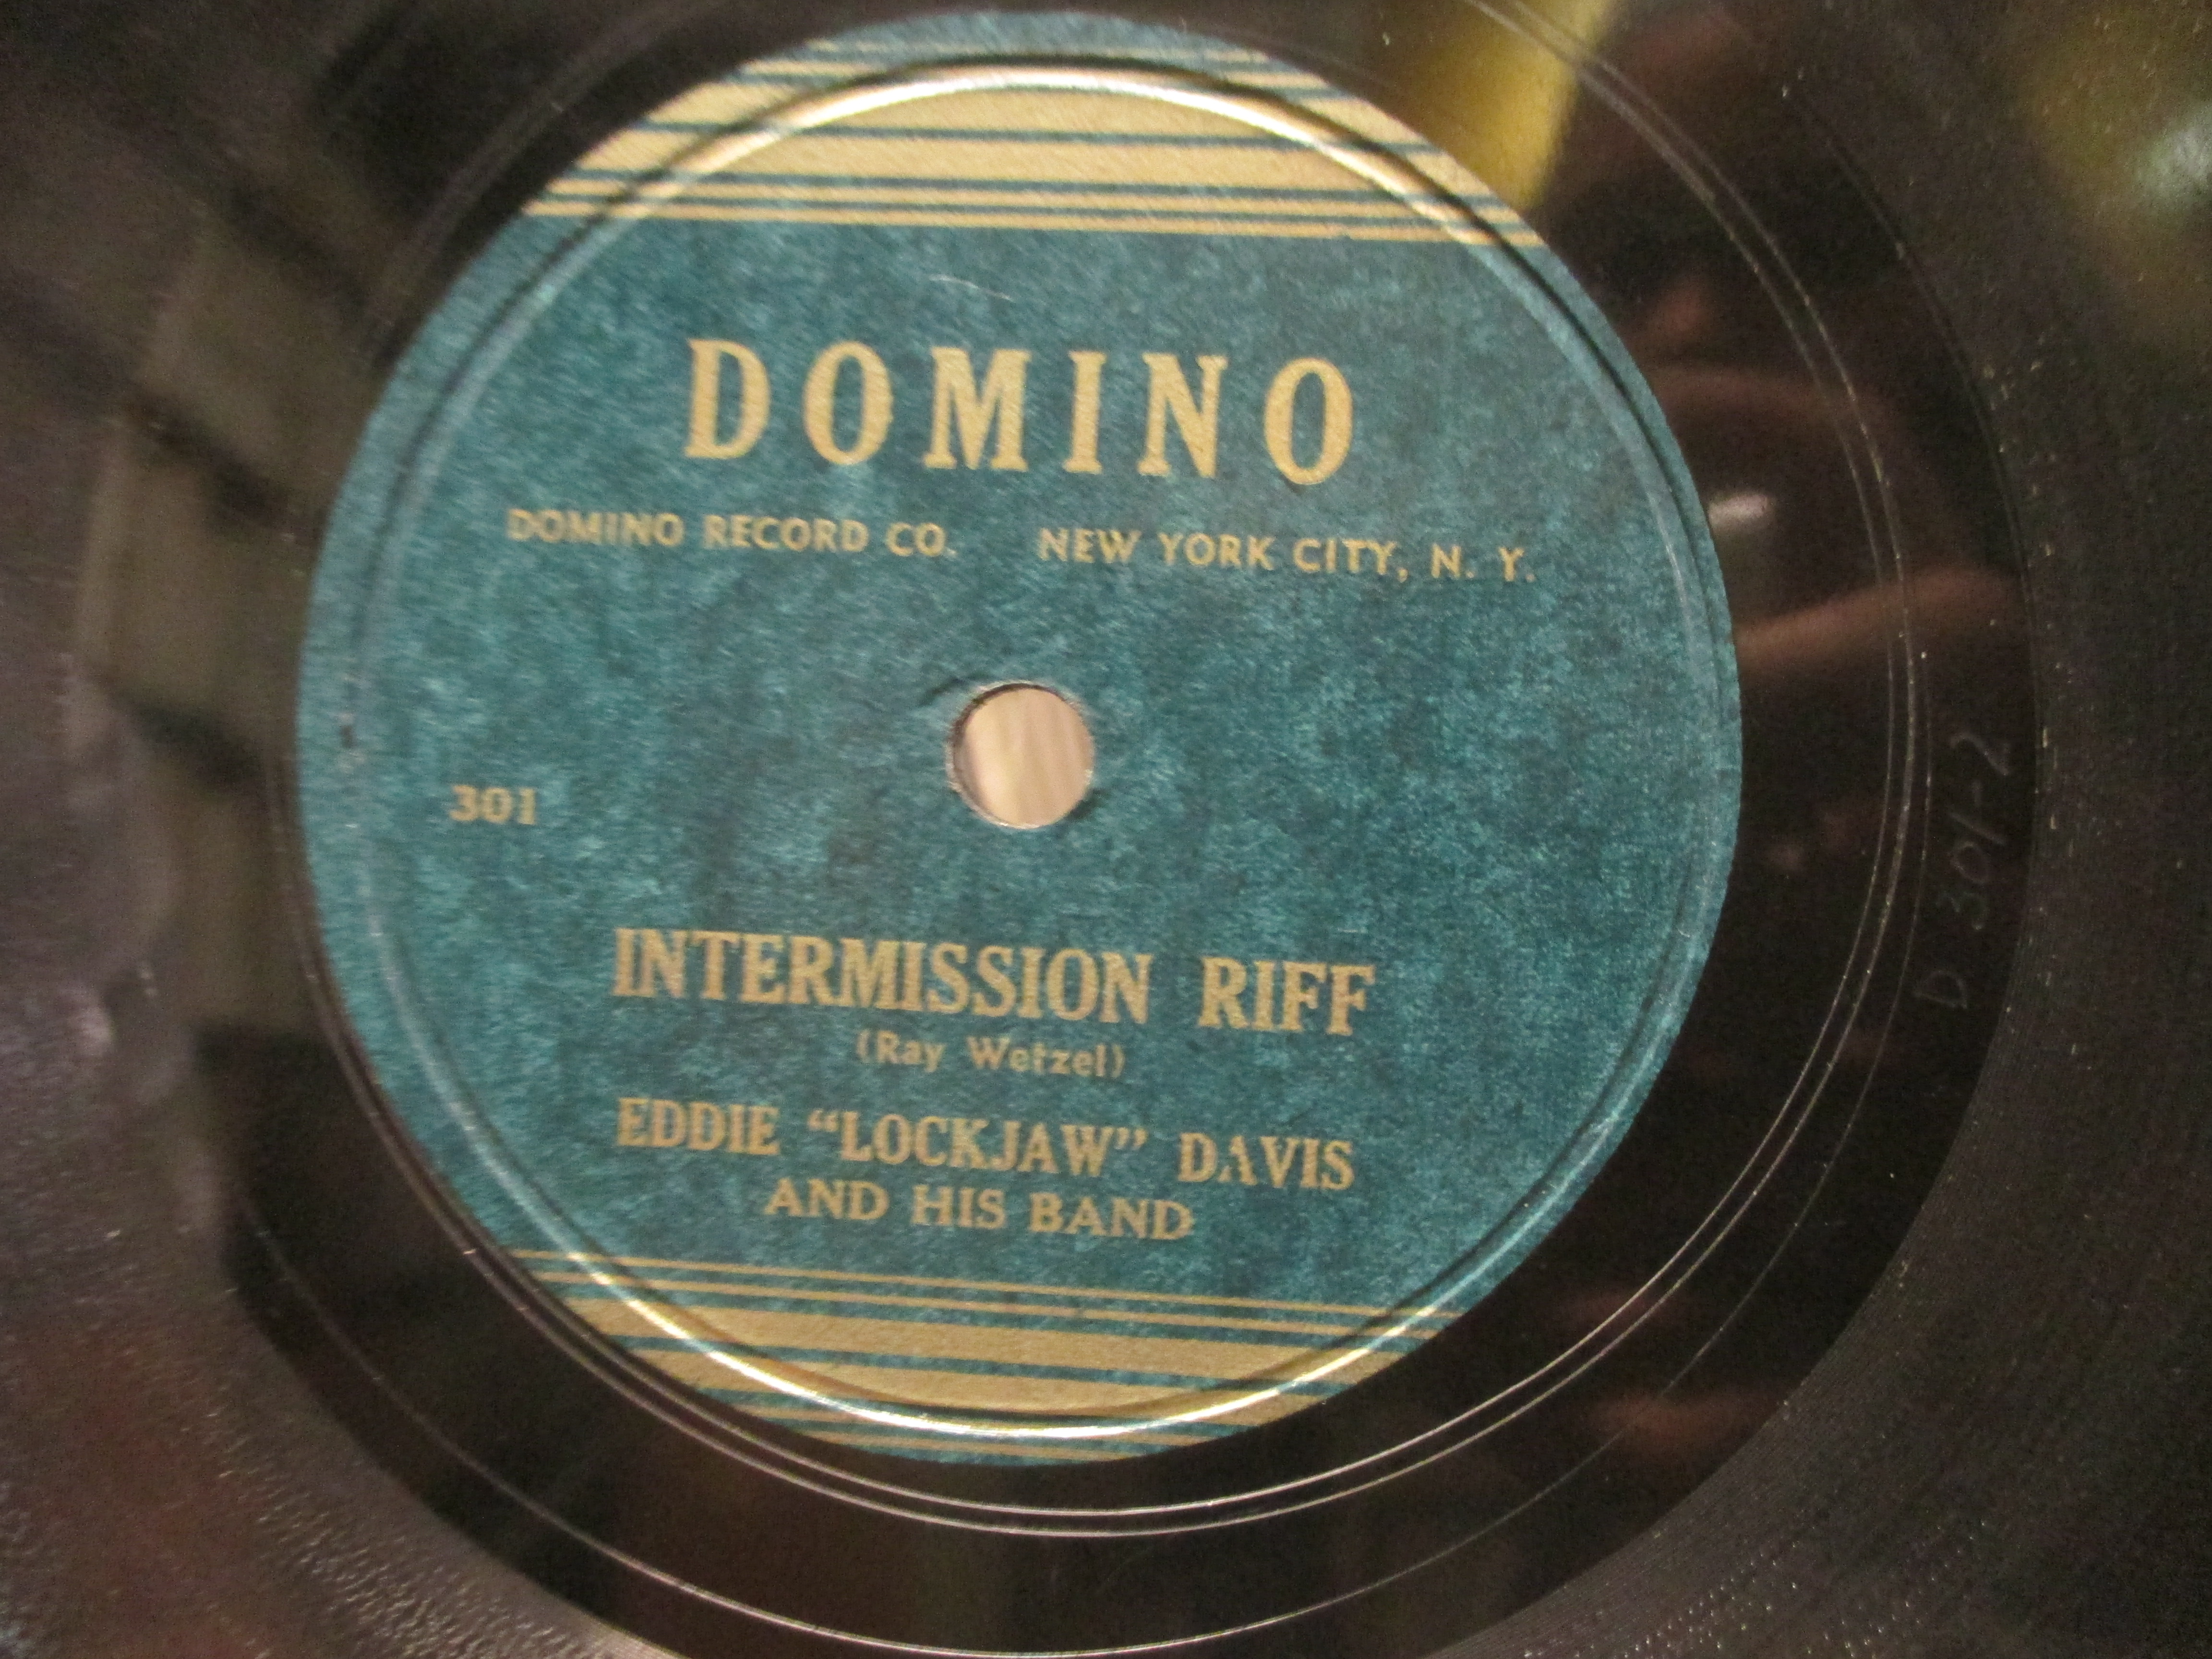 DOMINO
DOMINO RECORD CO. NEW YORK CITY, N. Y.
301
INTERMISSION RIFF
(Ray Wetzel)
EDDIE “LOCKJAW” DAVIS
AND HIS BAND
D 301-2